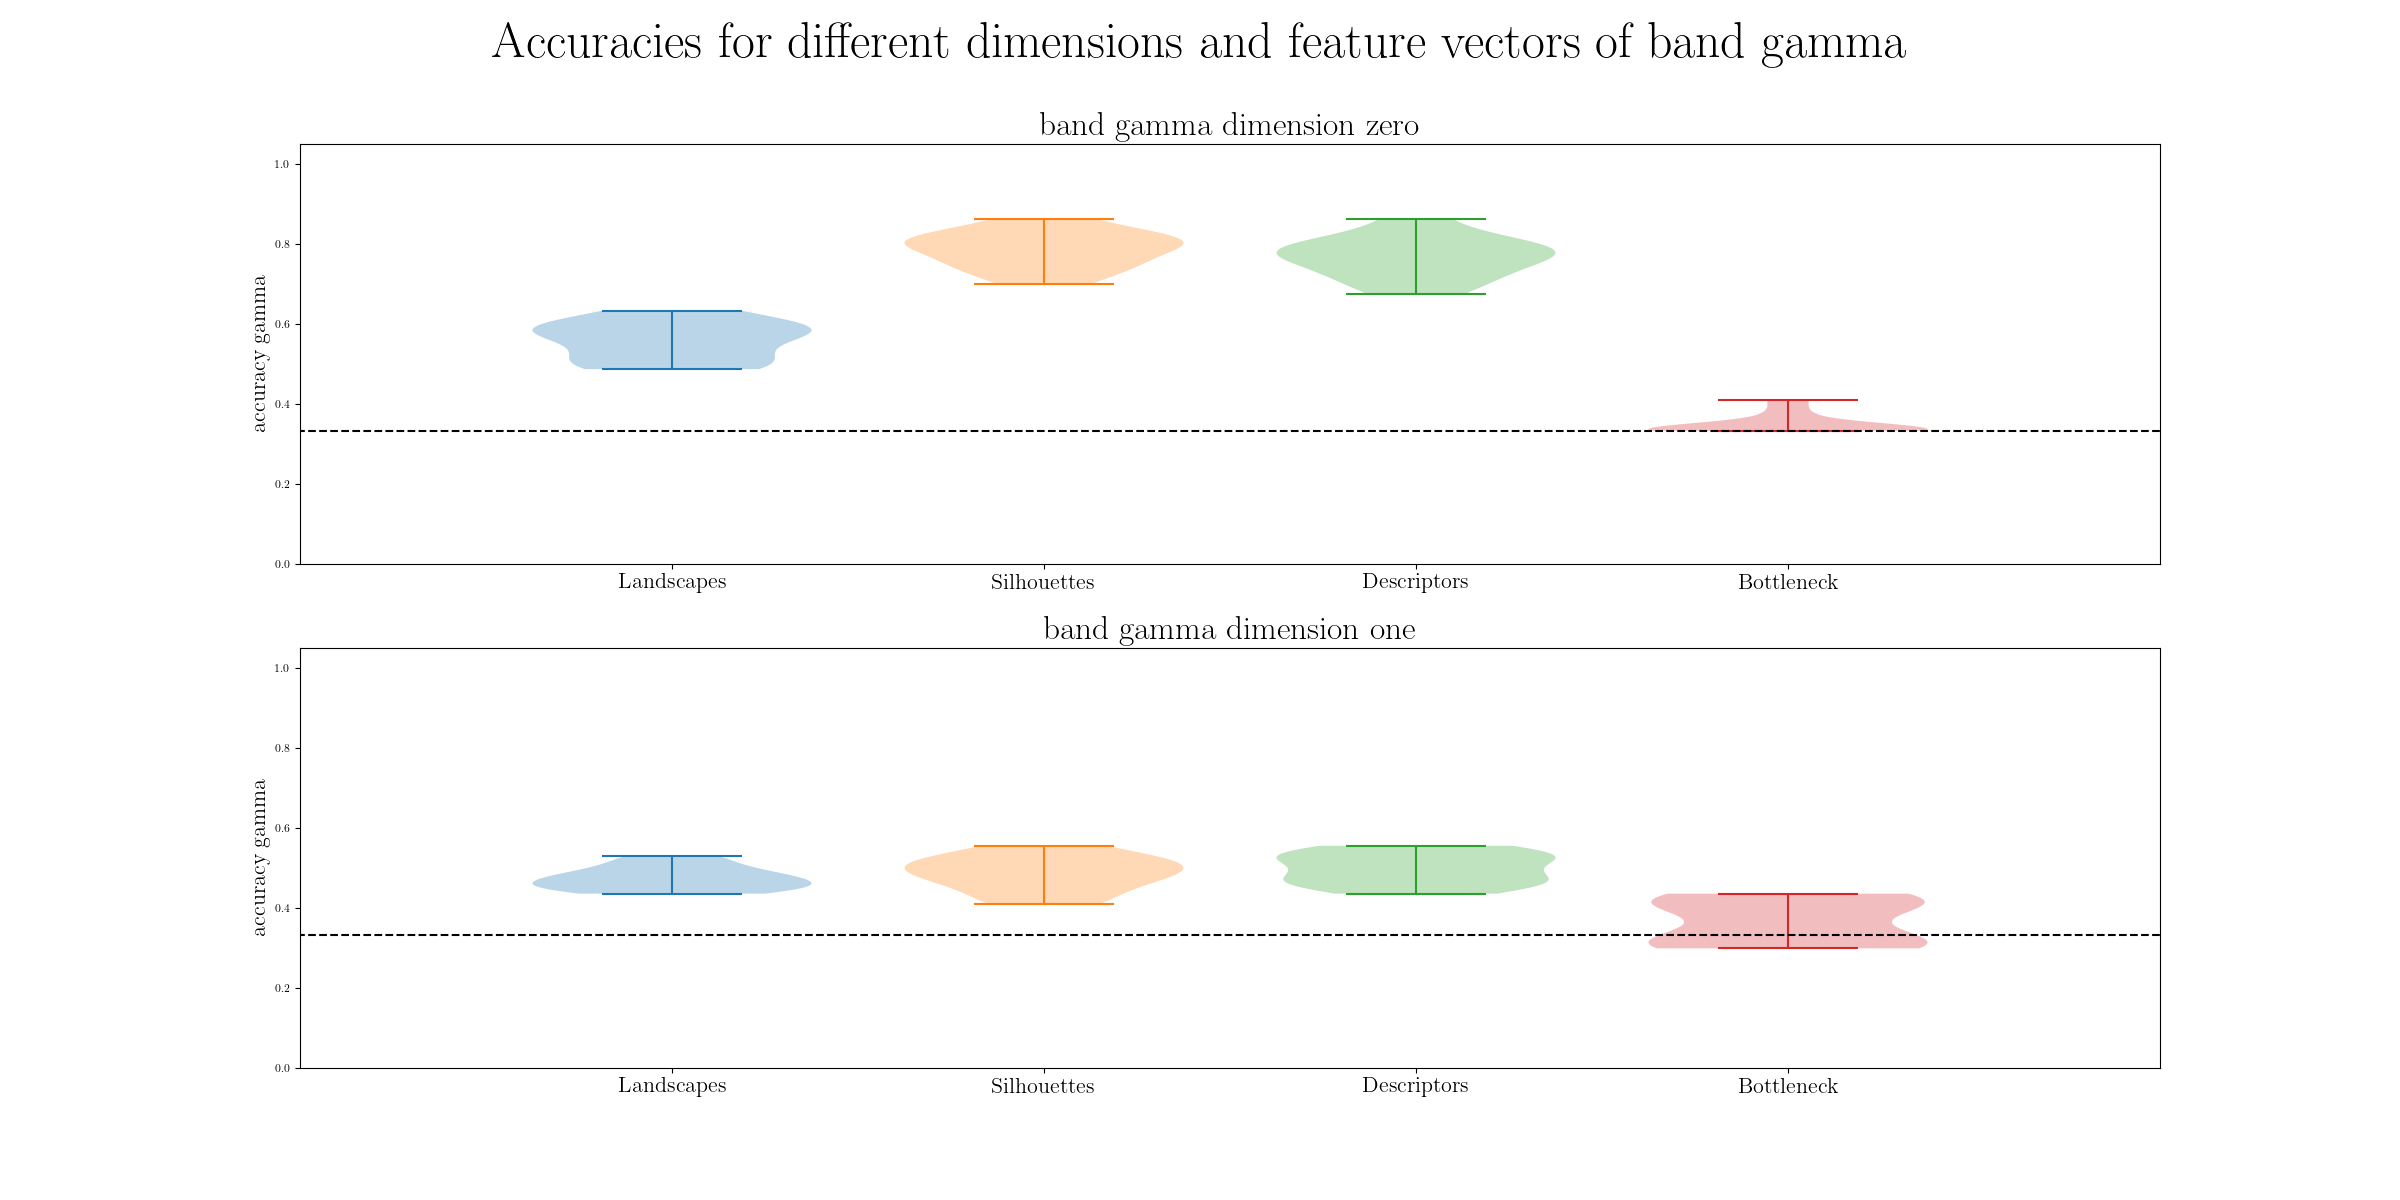 Accuracies for different dimensions and feature vectors of band gamma
band gamma dimension zero
accuracy gamma
1.0
0.8
0.6
0.4
0.2
0.0
Landscapes Silhouettes Descriptors Bottleneck
band gamma dimension one
accuracy gamma
1.0
0.8
0.6
0.4
0.2
0.0
Landscapes Silhouettes Descriptors Bottleneck